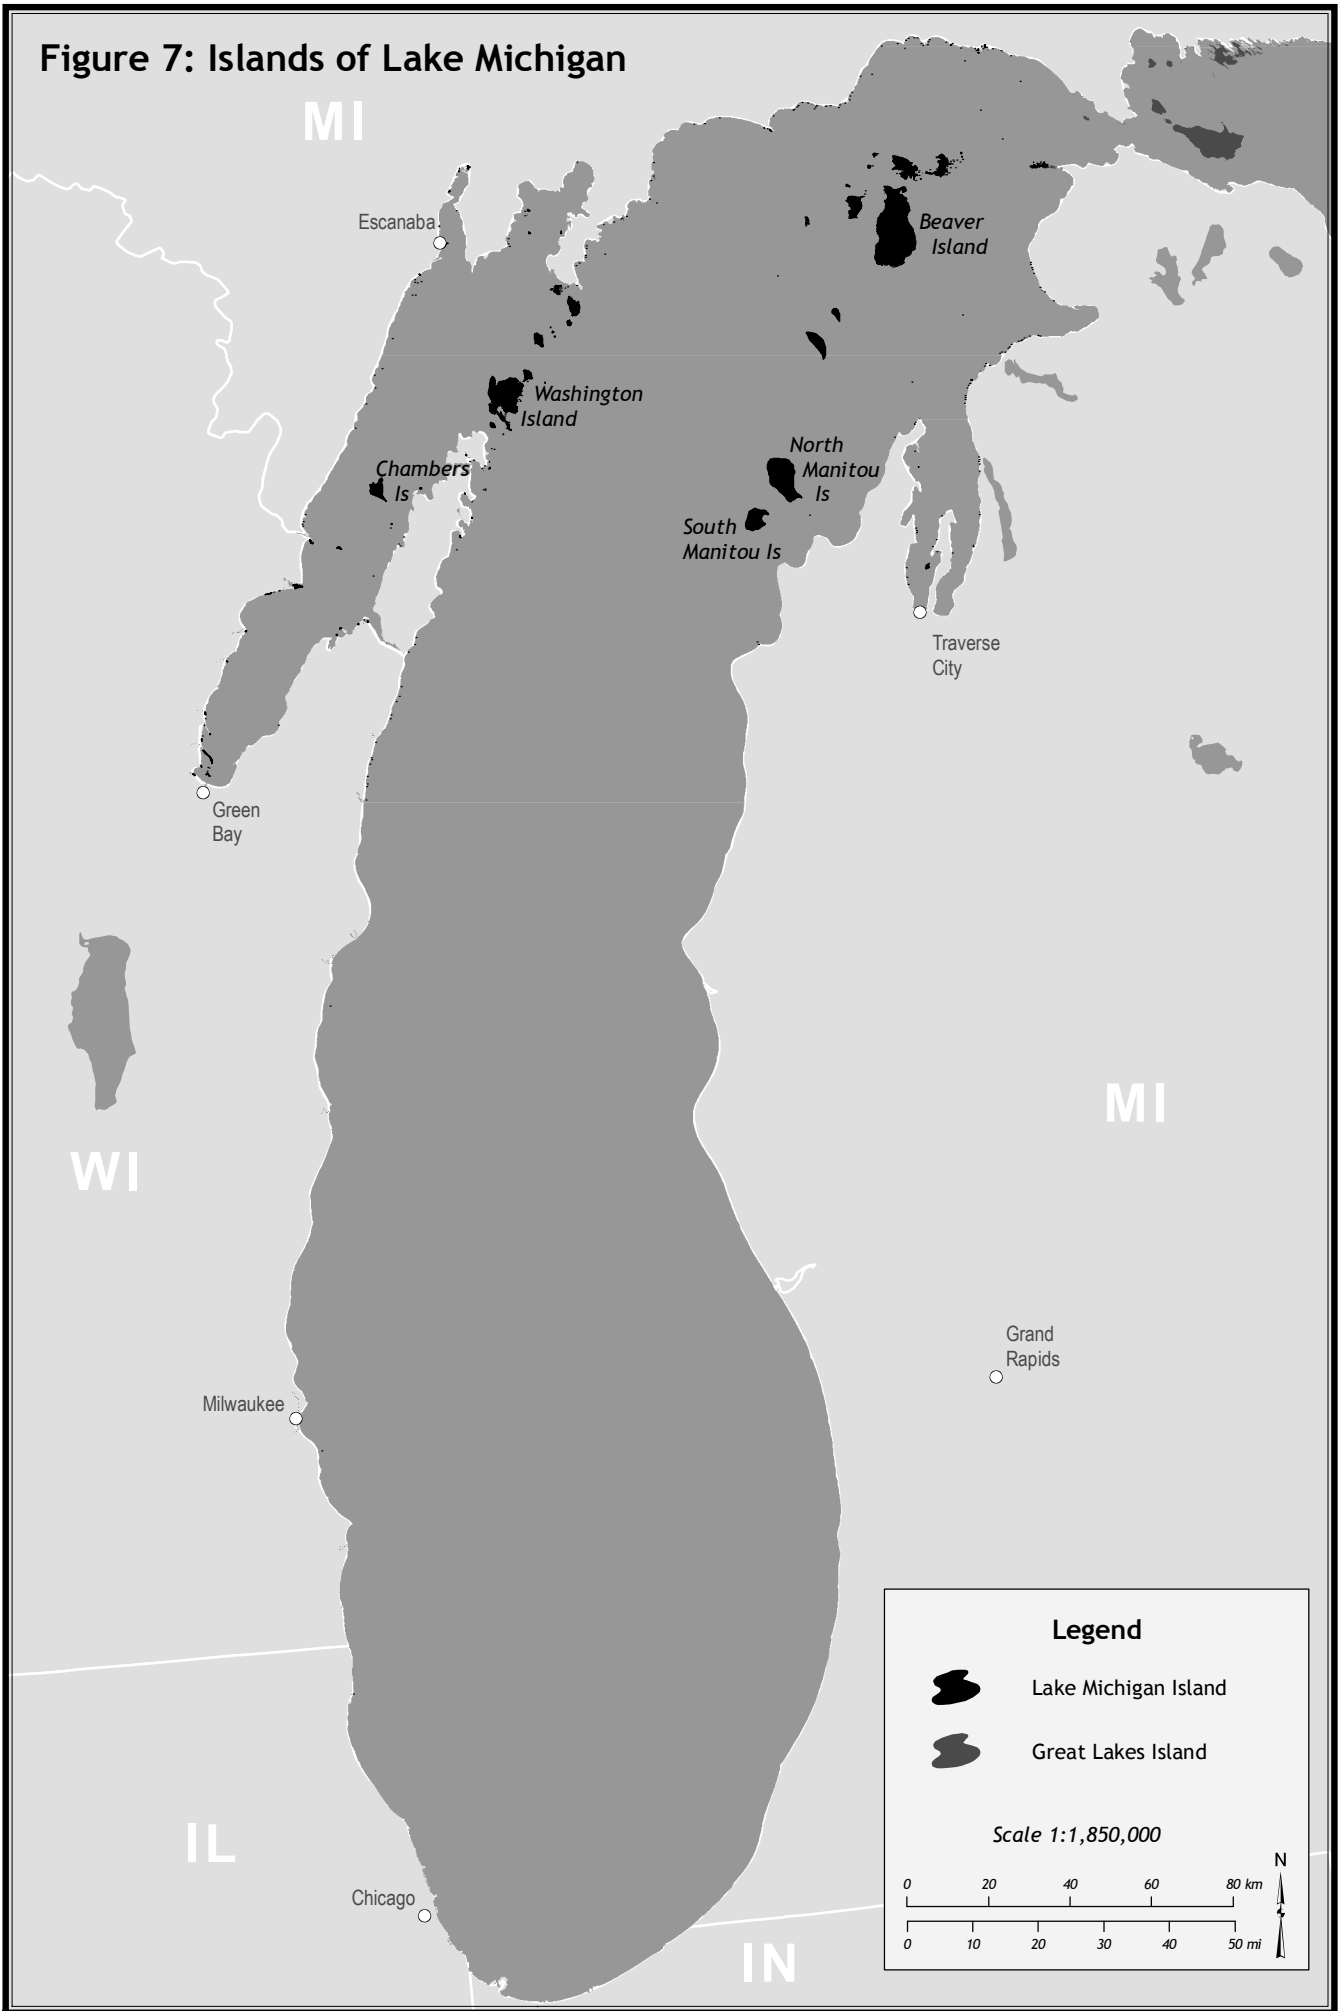 Figure 7: Islands of Lake Michigan
MI
Escanaba
Beaver
Island
Washington
Island
Chambers
Is
North
Manitou
Is
South
Manitou Is
Traverse
City
Green
Bay
MI
WI
Grand
Rapids
Milwaukee
Legend
Lake Michigan Island
Great Lakes Island
Scale 1:1,850,000
N
0 20 40 60 80 km
0 10 20 30 40 50 mi
IL
Chicago
IN